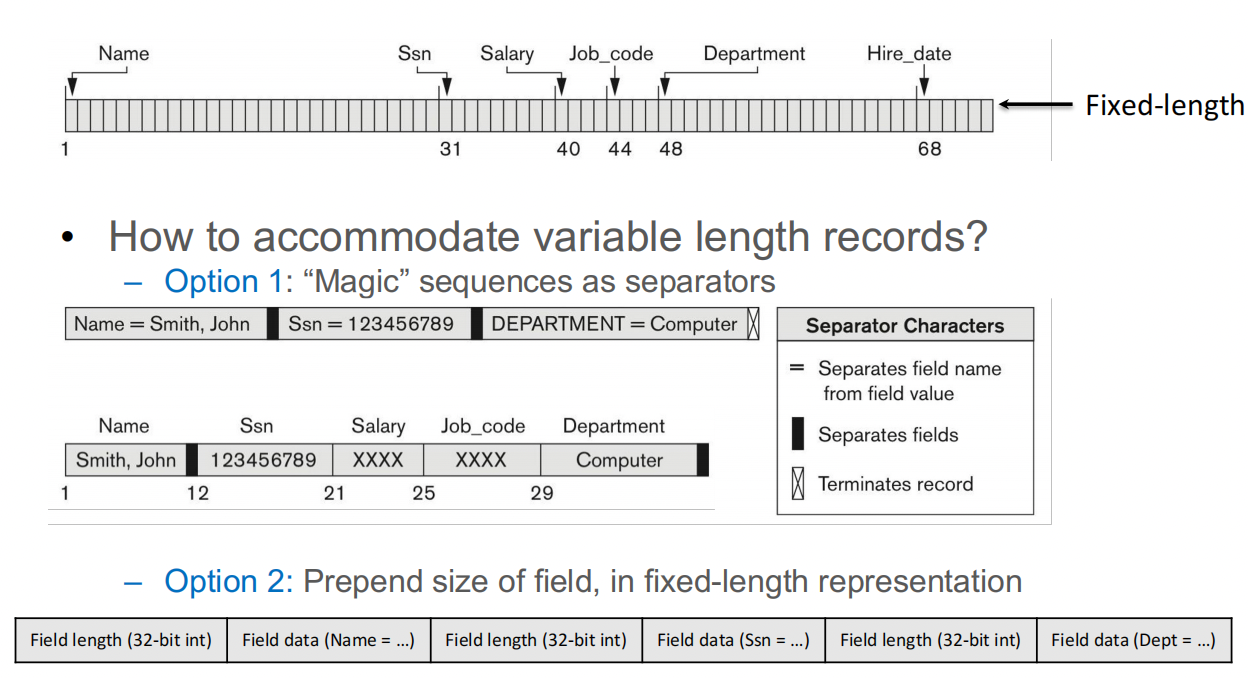 Name Ssn Salary Job_code Department Hire_date
Fixed-length
1 31 40 44 48 68
• How to accommodate variable length records?
– Option 1: “Magic” sequences as separators
Name = Smith, John Ssn = 123456789 DEPARTMENT = Computer
Separator Characters
= Separates field name
from field value
Separates fields
Terminates record
Name Ssn Salary Job_code Department
Smith, John 123456789 XXXX XXXX Computer
1 12 21 25 29
– Option 2: Prepend size of field, in fixed-length representation
Field length (32-bit int) Field data (Name = ...) Field length (32-bit int) Field data (Ssn = ...) Field length (32-bit int) Field data (Dept = ...)